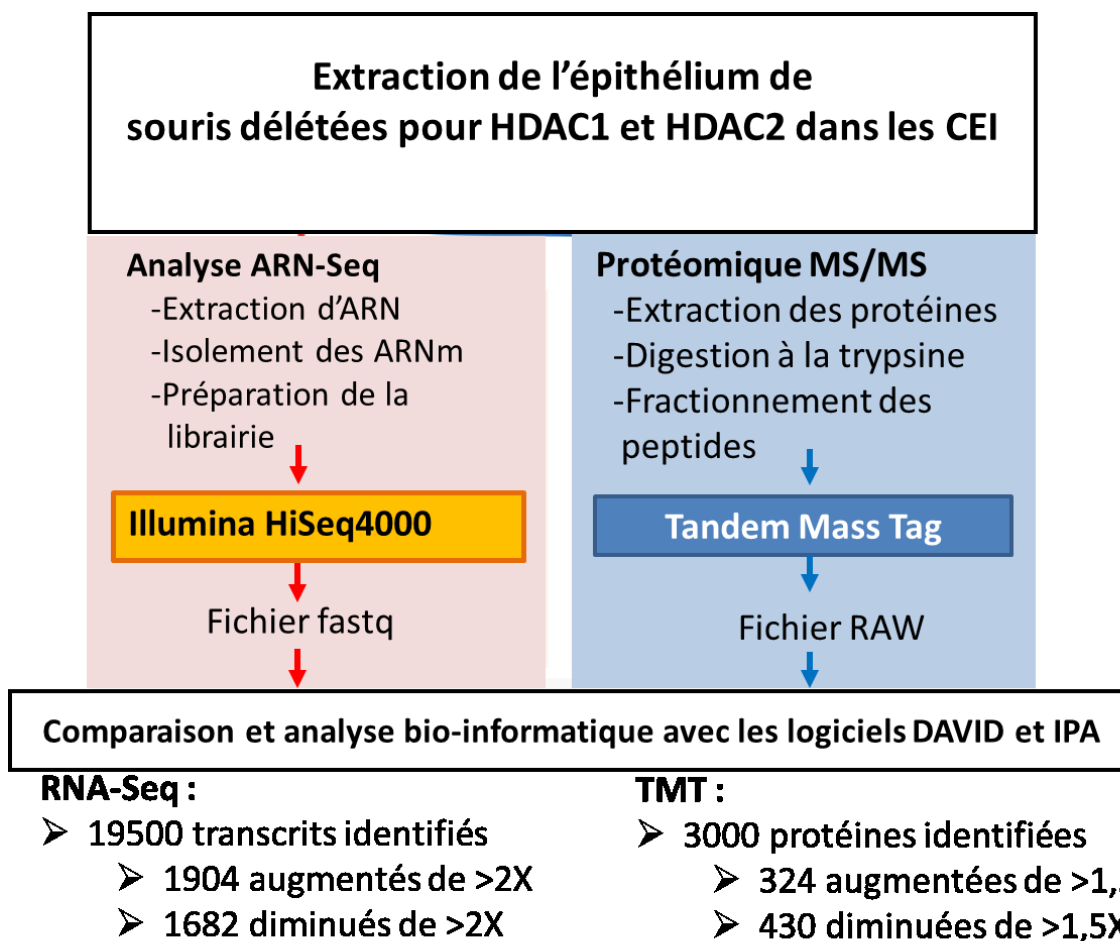 Extraction de l'épithélium de
souris délétées pour HDAC1 et HDAC2 dans les CEI
Analyse ARN-Seq
-Extraction d'ARN
-Isolement des ARNm
-Préparation de la
librairie
Illumina HiSeq4000
Fichier fastq
Protéomique MS/MS
-Extraction des protéines
-Digestion à la trypsine
-Fractionnement des
peptides
Tandem Mass Tag
Fichier RAW
Comparaison et analyse bio-informatique avec les logiciels DAVID et IPA
RNA-Seq :
➢ 19500 transcrits identifiés
➢ 1904 augmentés de >2X
➢ 1682 diminués de >2X
TMT :
➢ 3000 protéines identifiées
➢ 324 augmentées de >1,
➢ 430 diminuées de >1,5X